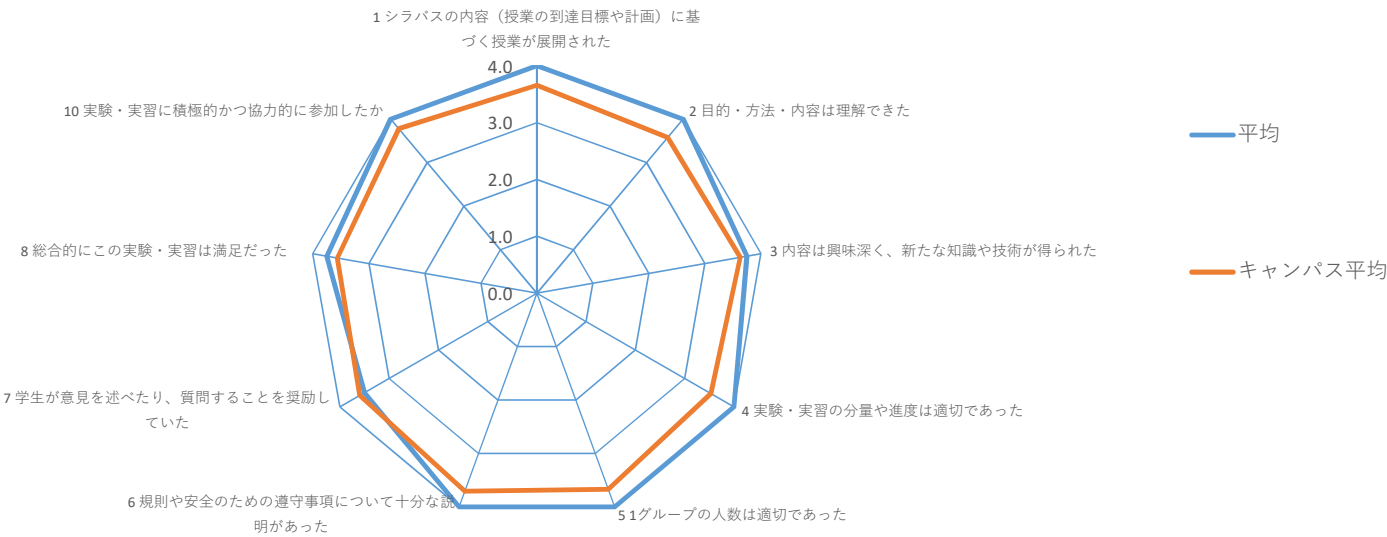 1 シラバスの内容（授業の到達目標や計画）に基
づく授業が展開された
4.0
3.0
2.0
1.0
0.0
2 目的・方法・内容は理解できた
3 内容は興味深く、新たな知識や技術が得られた
4 実験・実習の分量や進度は適切であった
5 1グループの人数は適切であった
6 規則や安全のための遵守事項について十分な説
明があった
7 学生が意見を述べたり、質問することを奨励し
ていた
8 総合的にこの実験・実習は満足だった
10 実験・実習に積極的かつ協力的に参加したか
平均
キャンパス平均